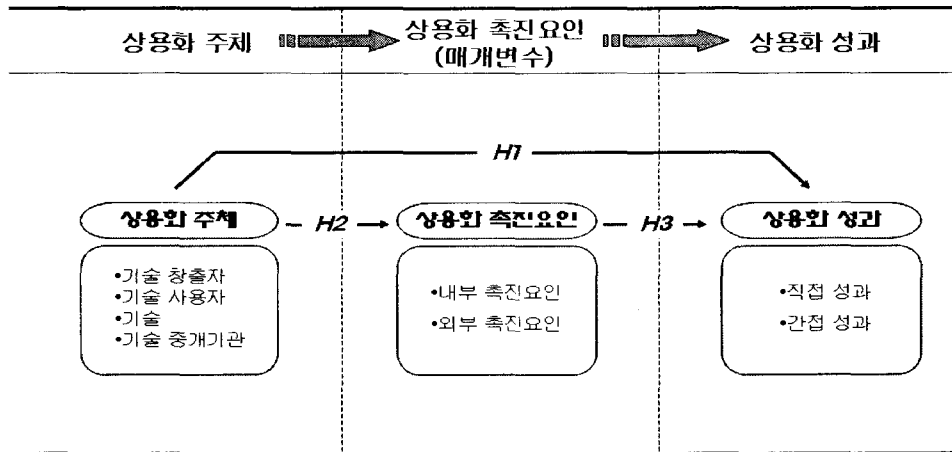 상용화 주체
상용화 촉진요인
(매개변수)
상용화 성과
H1
상용화 주체
H2
상용화 촉진요인
H3
상용화 성과
•기술 창출자
•기술 사용자
•기술
•기술 중개기관
•내부 촉진요인
•외부 촉진요인
•직접 성과
•간접 성과